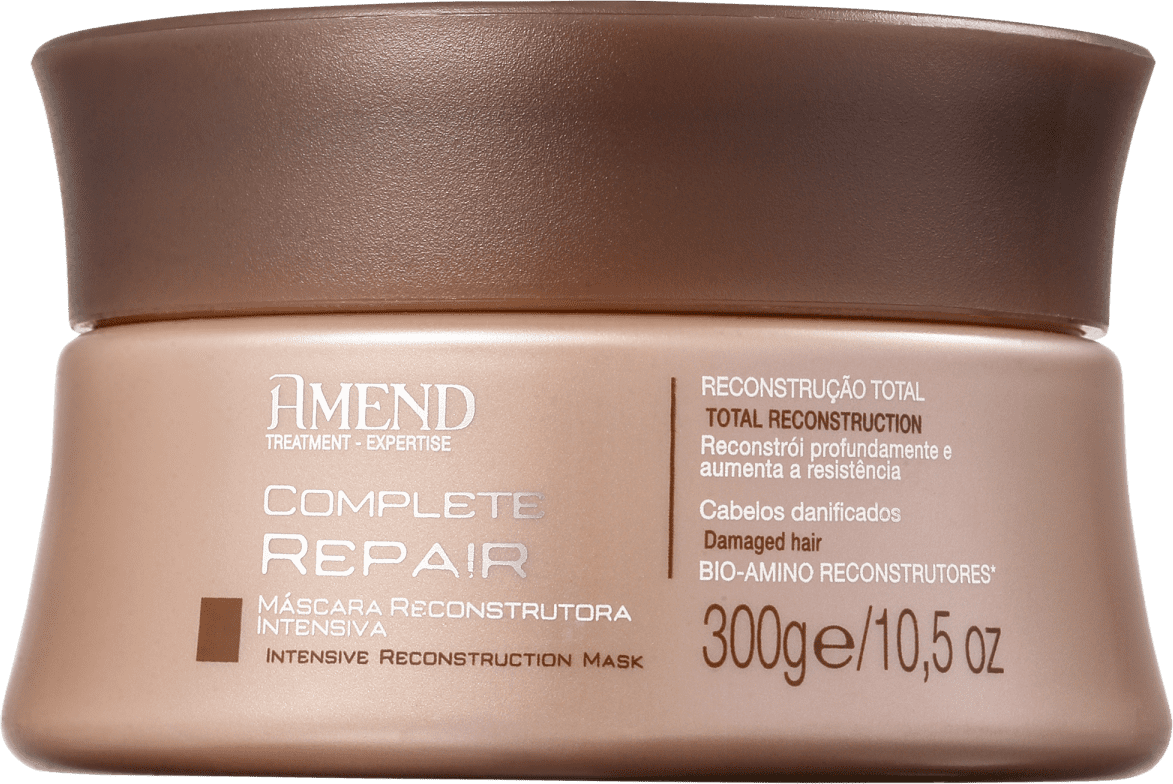 AMEND
TREATMENT - EXPERTISE
COMPLETE
REPAIR
MÁSCARA RECONSTRUTORA
INTENSIVA
INTENSIVE RECONSTRUCTION MASK
RECONSTRUÇÃO TOTAL
TOTAL RECONSTRUCTION
Reconstrói profundamente e
aumenta a resistência
Cabelos danificados
Damaged hair
BIO-AMINO RECONSTRUTORES*
300g℮/10,5 oz